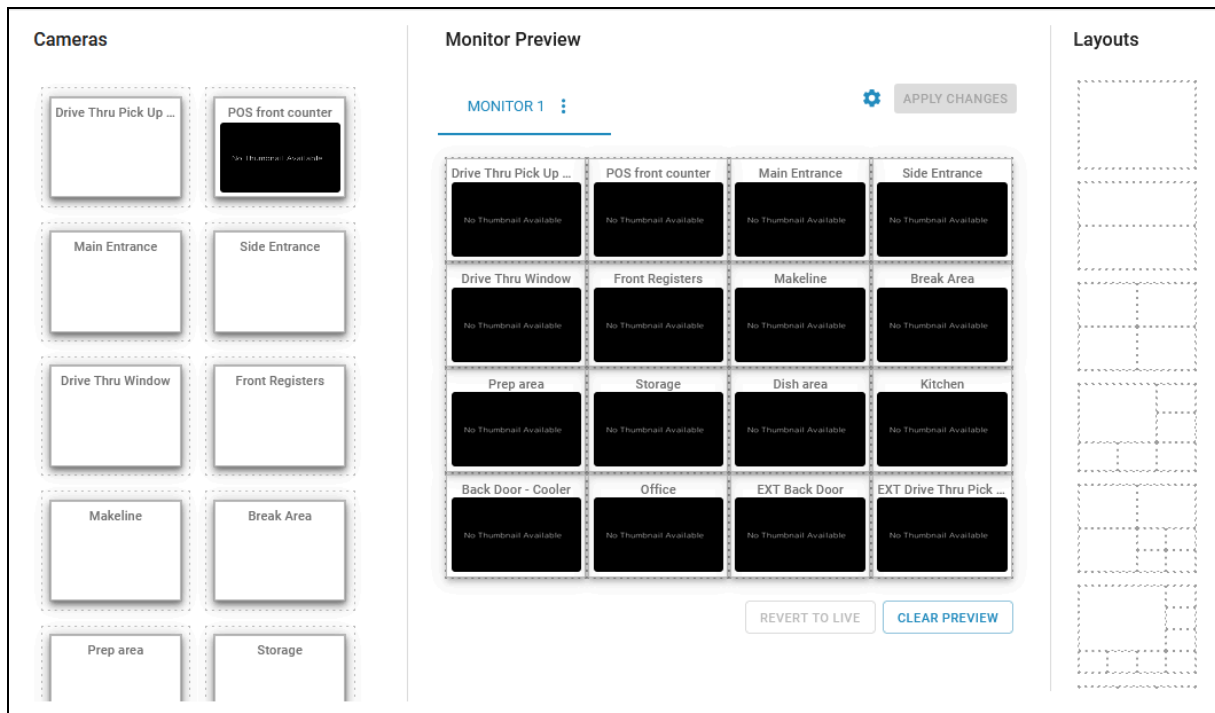 Cameras
Drive Thru Pick Up ...
POS front counter
No Thumbnail Available
Main Entrance
Side Entrance
Drive Thru Window
Front Registers
Makeline
Break Area
Prep area
Storage
Monitor Preview
MONITOR 1
APPLY CHANGES
Drive Thru Pick Up ...
POS front counter
Main Entrance
Side Entrance
No Thumbnail Available
No Thumbnail Available
No Thumbnail Available
No Thumbnail Available
Drive Thru Window
Front Registers
Makeline
Break Area
No Thumbnail Available
No Thumbnail Available
No Thumbnail Available
No Thumbnail Available
Prep area
Storage
Dish area
Kitchen
No Thumbnail Available
No Thumbnail Available
No Thumbnail Available
No Thumbnail Available
Back Door - Cooler
Office
EXT Back Door
EXT Drive Thru Pick ...
No Thumbnail Available
No Thumbnail Available
No Thumbnail Available
No Thumbnail Available
REVERT TO LIVE
CLEAR PREVIEW
Layouts